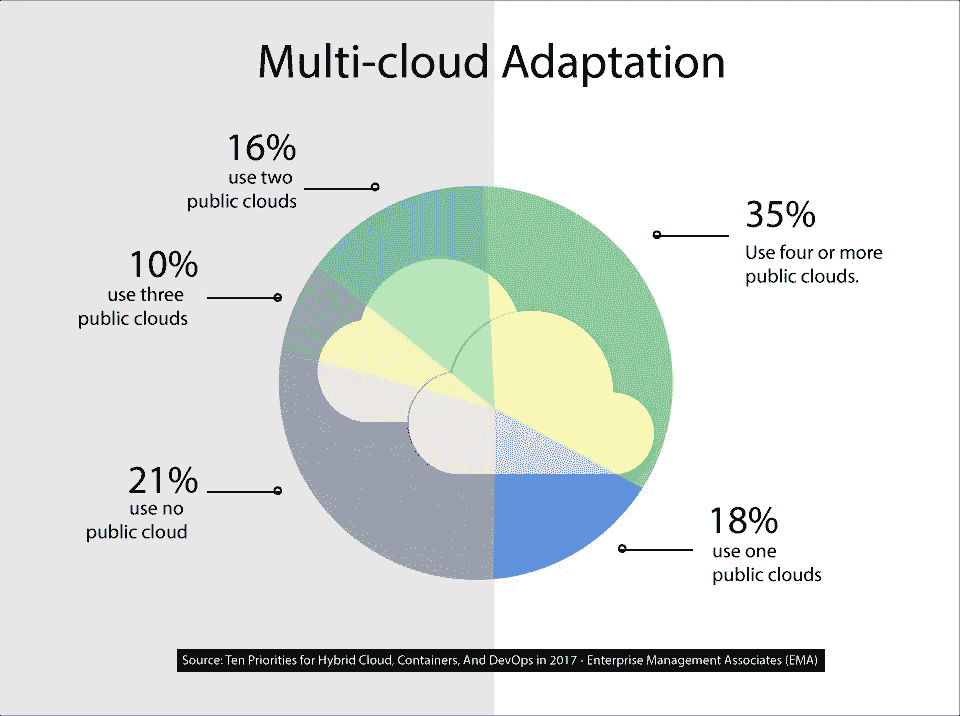 Multi-cloud Adaptation
16%
use two
public clouds
35%
Use four or more
public clouds.
10%
use three
public clouds
21%
use no
public cloud
18%
use one
public clouds
Source: Ten Priorities for Hybrid Cloud, Containers, And DevOps in 2017 - Enterprise Management Associates (EMA)